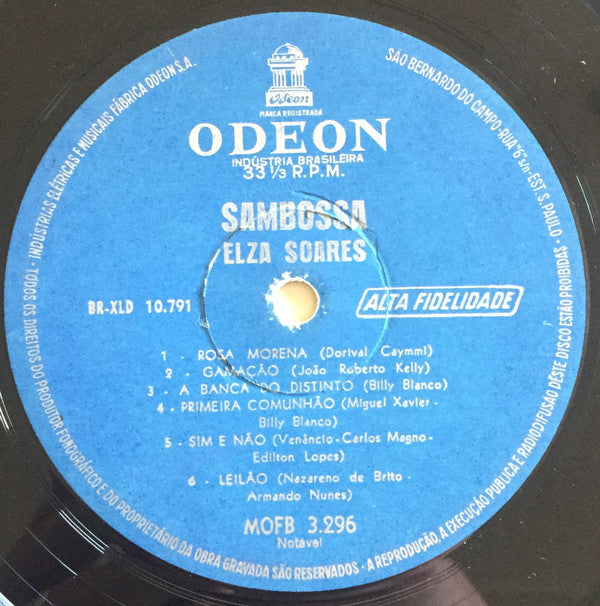 Odeon
MARCA REGISTRADA
ODEON
INDÚSTRIA BRASILEIRA
33 1/3 R.P.M.
SAMBOSSA
ELZA SOARES
BR-XLD 10.791
ALTA FIDELIDADE
1 - ROSA MORENA (Dorival Caymmi)
2 - GAMAÇÃO (João Roberto Kelly)
3 - A BANCA DO DISTINTO (Billy Blanco)
4 - PRIMEIRA COMUNHÃO (Miguel Xavier -
Billy Blanco)
5 - SIM E NÃO (Venâncio - Carlos Magno -
Edilton Lopes)
6 - LEILÃO (Nazareno de Brito -
Armando Nunes)
MOFB 3.296
Notável
INDÚSTRIAS ELÉTRICAS E MUSICAIS FÁBRICA ODEON S.A.
SÃO BERNARDO DO CAMPO - RUA "6" s/n - EST. S. PAULO
TODOS OS DIREITOS DO PRODUTOR FONOGRÁFICO E DO PROPRIETÁRIO DA OBRA GRAVADA SÃO RESERVADOS - A REPRODUÇÃO, A EXECUÇÃO PUBLICA E RADIODIFUSÃO DÊSTE DISCO ESTÃO PROIBIDAS